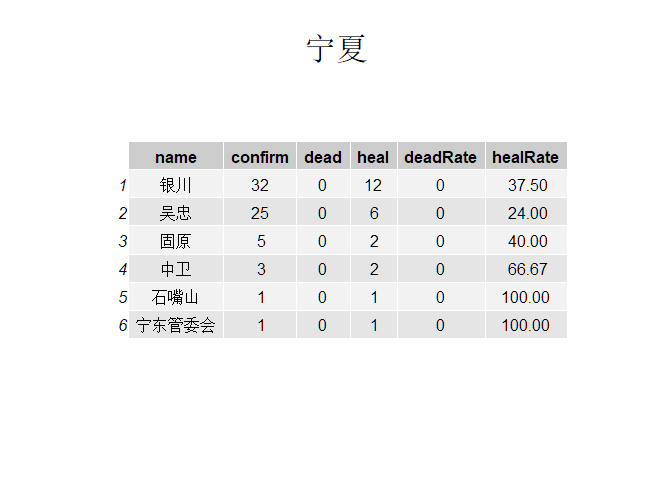 宁夏
name confirm dead heal deadRate healRate
1 银川 32 0 12 0 37.50
2 吴忠 25 0 6 0 24.00
3 固原 5 0 2 0 40.00
4 中卫 3 0 2 0 66.67
5 石嘴山 1 0 1 0 100.00
6 宁东管委会 1 0 1 0 100.00